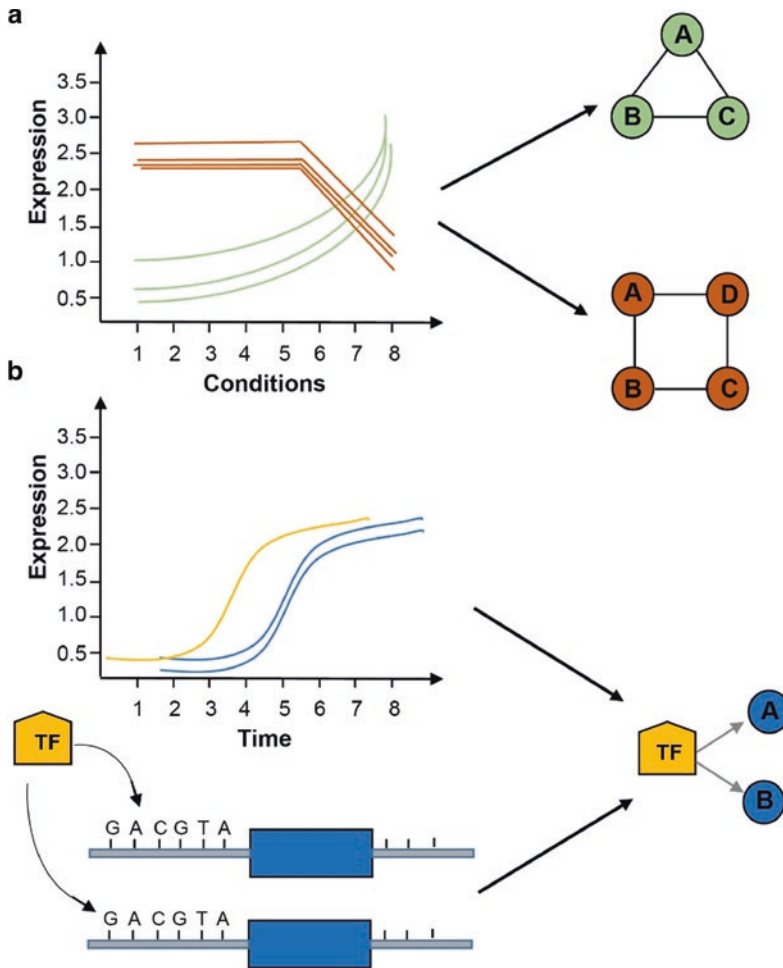 a
Expression
3.5
3.0
2.5
2.0
1.5
1.0
0.5
1 2 3 4 5 6 7 8
Conditions
A
B C
A D
B C
b
Expression
3.5
3.0
2.5
2.0
1.5
1.0
0.5
1 2 3 4 5 6 7 8
Time
TF
G A C G T A
G A C G T A
TF
A
B